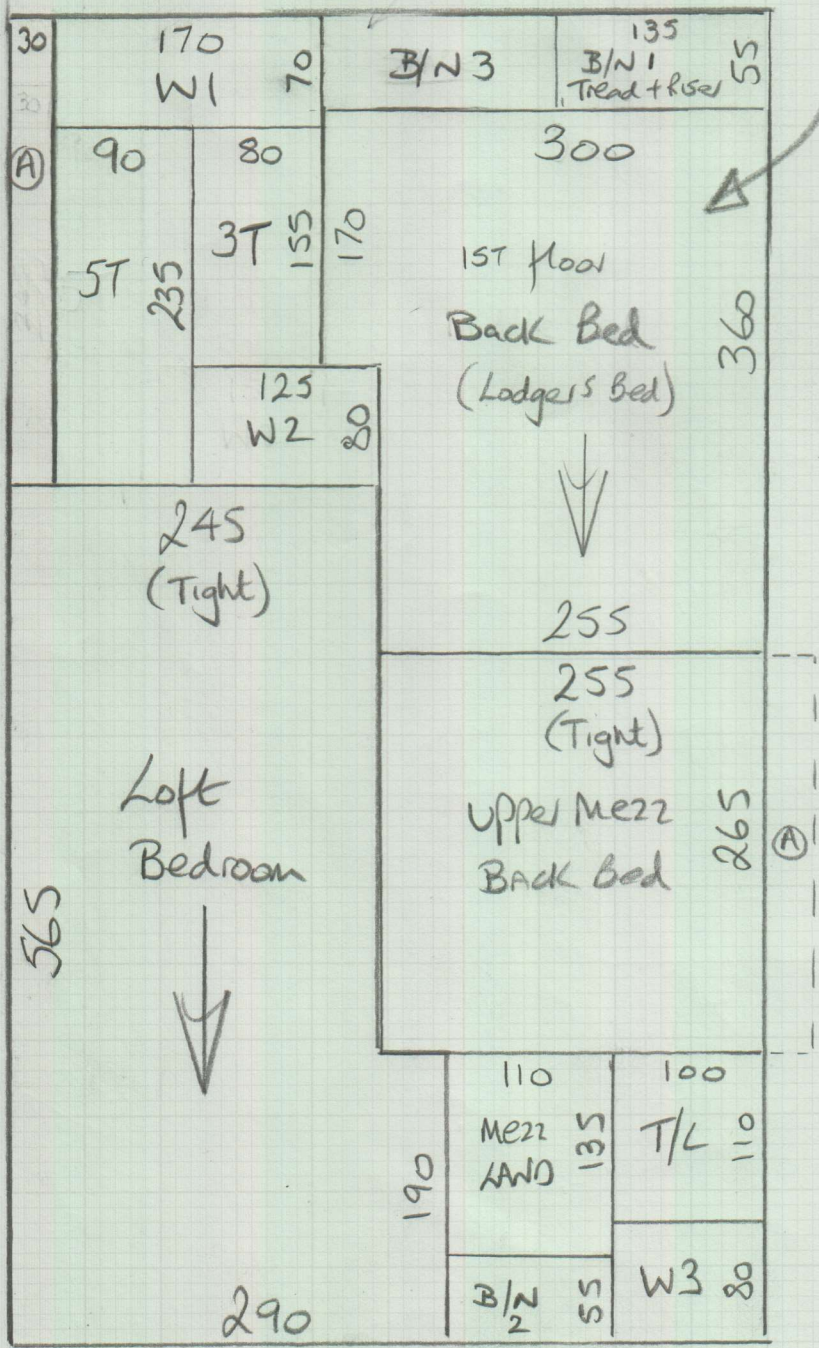 30
170
W1
70
B/N 3
135
B/N 1
Tread + Riser
55
30
A
90
5T
235
80
3T
155
170
300
1ST floor
Back Bed
(Lodgers Bed)
360
125
W2
80
245
(Tight)
255
255
(Tight)
Upper Mezz
Back Bed
265
A
Loft
Bedroom
565
290
190
110
Mezz
LAND
135
100
T/L
110
B/N
2
55
W3
80